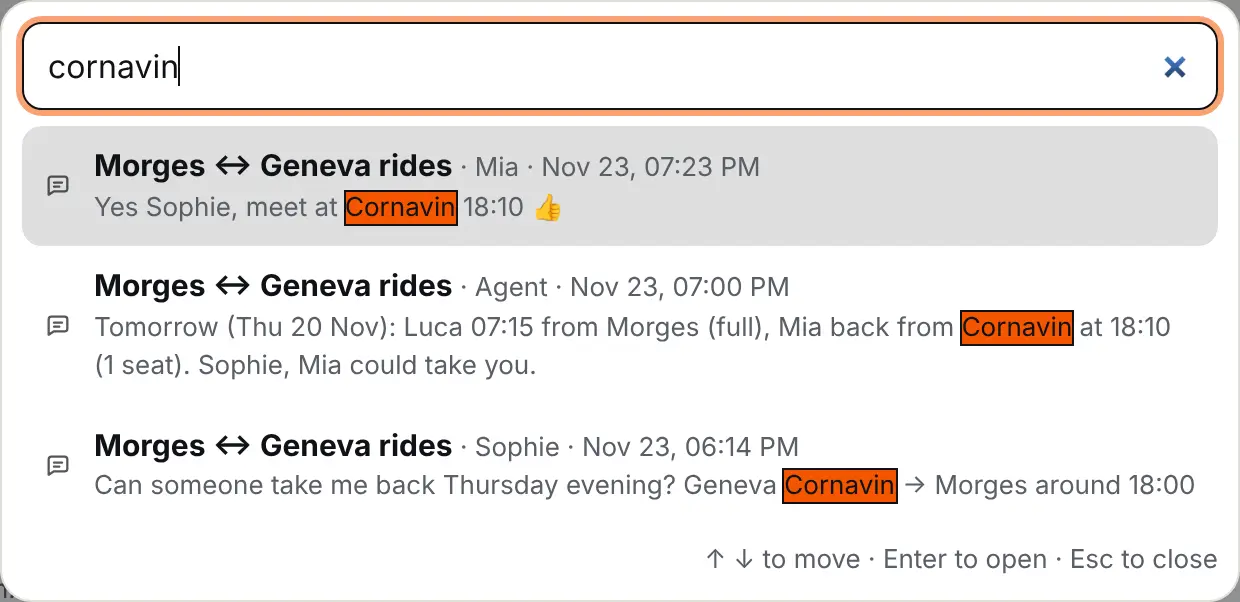 cornavin
Morges ↔ Geneva rides · Mia · Nov 23, 07:23 PM
Yes Sophie, meet at Cornavin 18:10 👍
Morges ↔ Geneva rides · Agent · Nov 23, 07:00 PM
Tomorrow (Thu 20 Nov): Luca 07:15 from Morges (full), Mia back from Cornavin at 18:10
(1 seat). Sophie, Mia could take you.
Morges ↔ Geneva rides · Sophie · Nov 23, 06:14 PM
Can someone take me back Thursday evening? Geneva Cornavin → Morges around 18:00
↑ ↓ to move · Enter to open · Esc to close